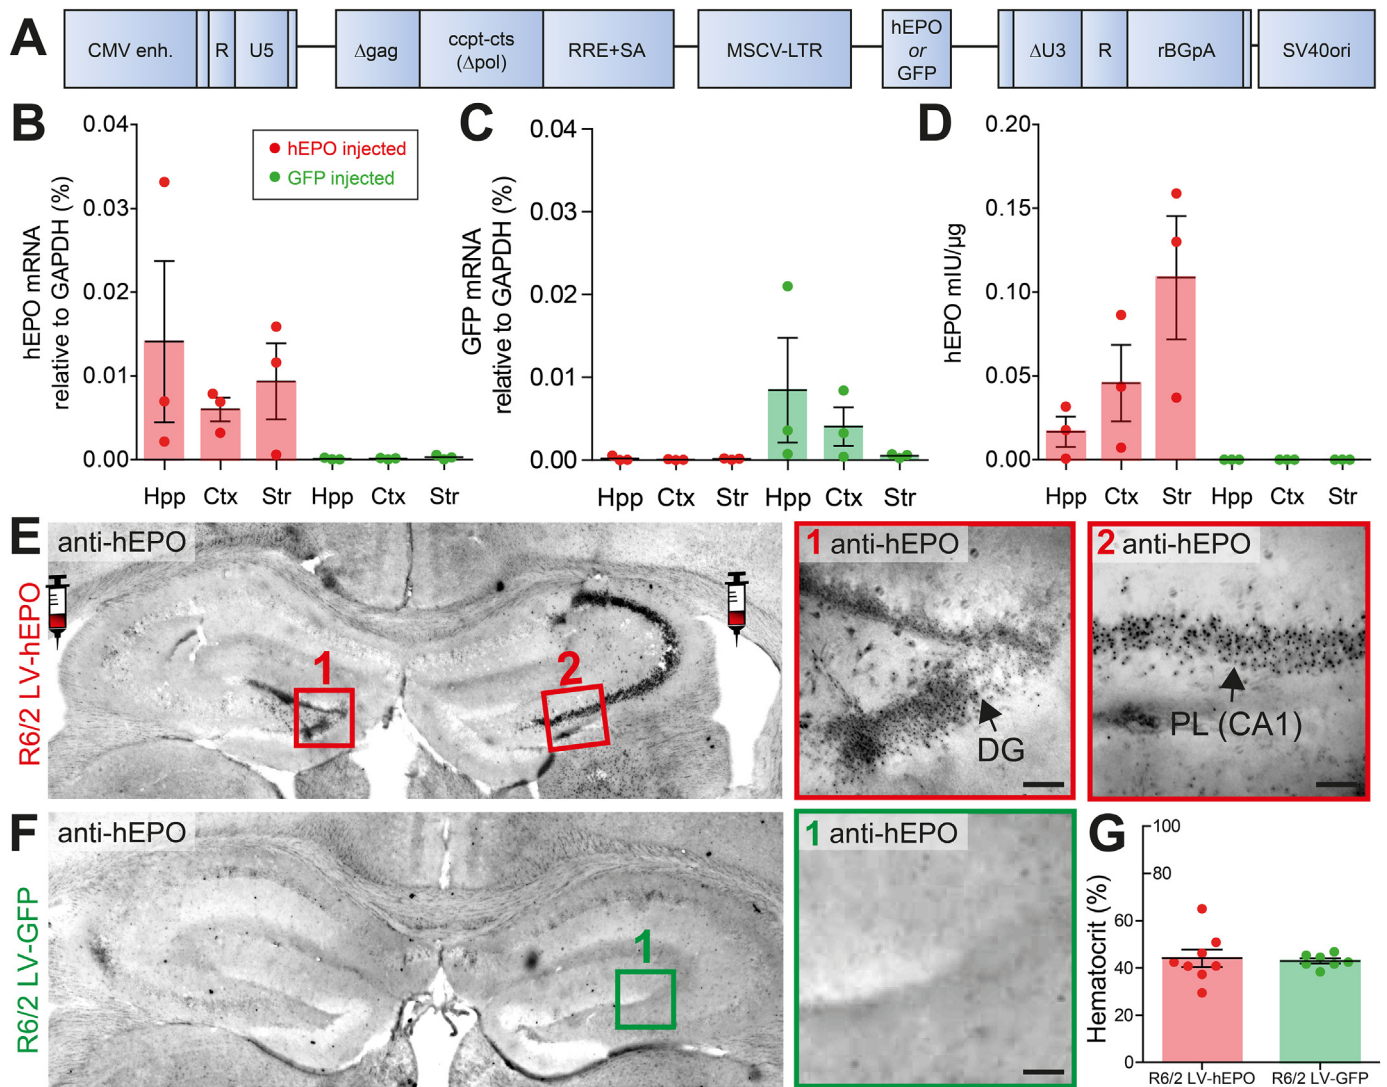 A
CMV enh.
R
U5
Δgag
ccpt-cts
(Δpol)
RRE+SA
MSCV-LTR
hEPO
or
GFP
ΔU3
R
rBGpA
SV40ori
B
hEPO mRNA
relative to GAPDH (%)
0.04
0.03
0.02
0.01
0.00
hEPO injected
GFP injected
Hpp Ctx Str Hpp Ctx Str
C
GFP mRNA
relative to GAPDH (%)
0.04
0.03
0.02
0.01
0.00
Hpp Ctx Str Hpp Ctx Str
D
hEPO mIU/µg
0.20
0.15
0.10
0.05
0.00
Hpp Ctx Str Hpp Ctx Str
E
R6/2 LV-hEPO
anti-hEPO
1
2
1 anti-hEPO
DG
2 anti-hEPO
PL (CA1)
F
R6/2 LV-GFP
anti-hEPO
1
1 anti-hEPO
G
Hematocrit (%)
100
80
60
40
20
0
R6/2 LV-hEPO R6/2 LV-GFP